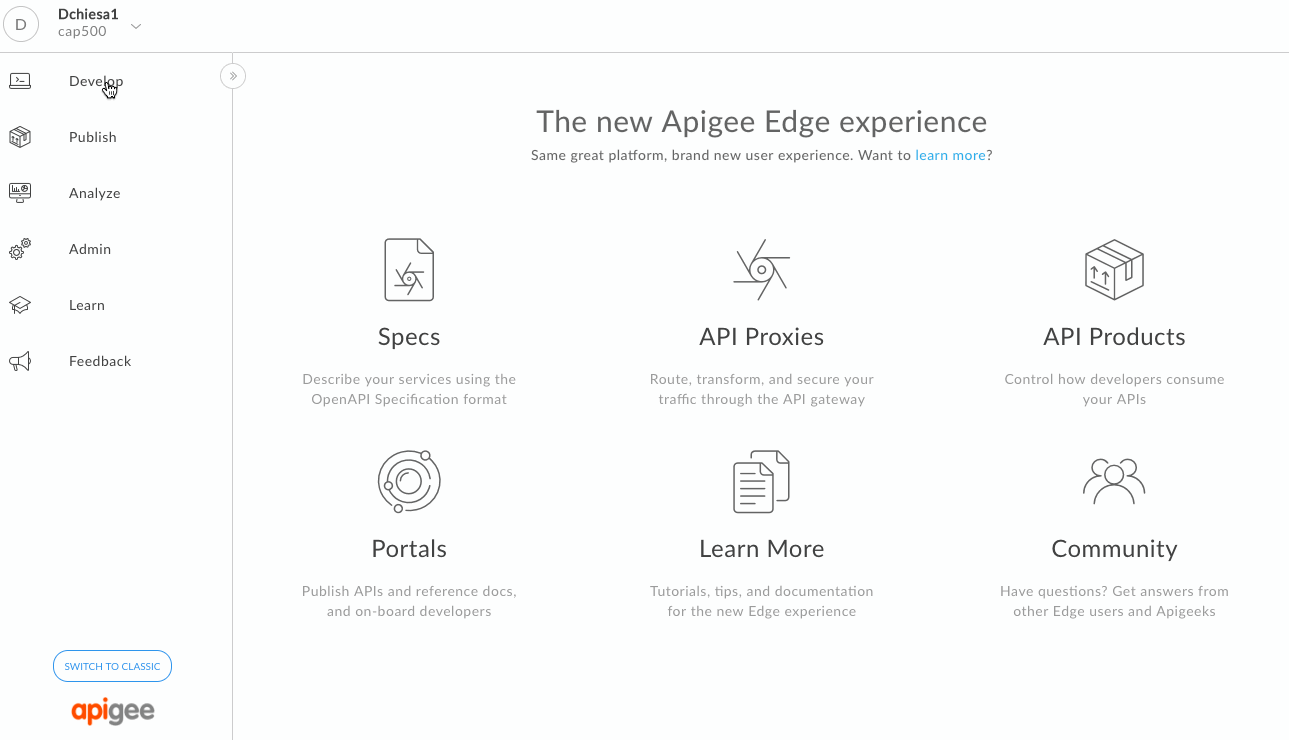 D
Dchiesa1
cap500
Develop
Publish
Analyze
Admin
Learn
Feedback
SWITCH TO CLASSIC
apigee
The new Apigee Edge experience
Same great platform, brand new user experience. Want to learn more?
Specs
Describe your services using the
OpenAPI Specification format
API Proxies
Route, transform, and secure your
traffic through the API gateway
API Products
Control how developers consume
your APIs
Portals
Publish APIs and reference docs,
and on-board developers
Learn More
Tutorials, tips, and documentation
for the new Edge experience
Community
Have questions? Get answers from
other Edge users and Apigeeks